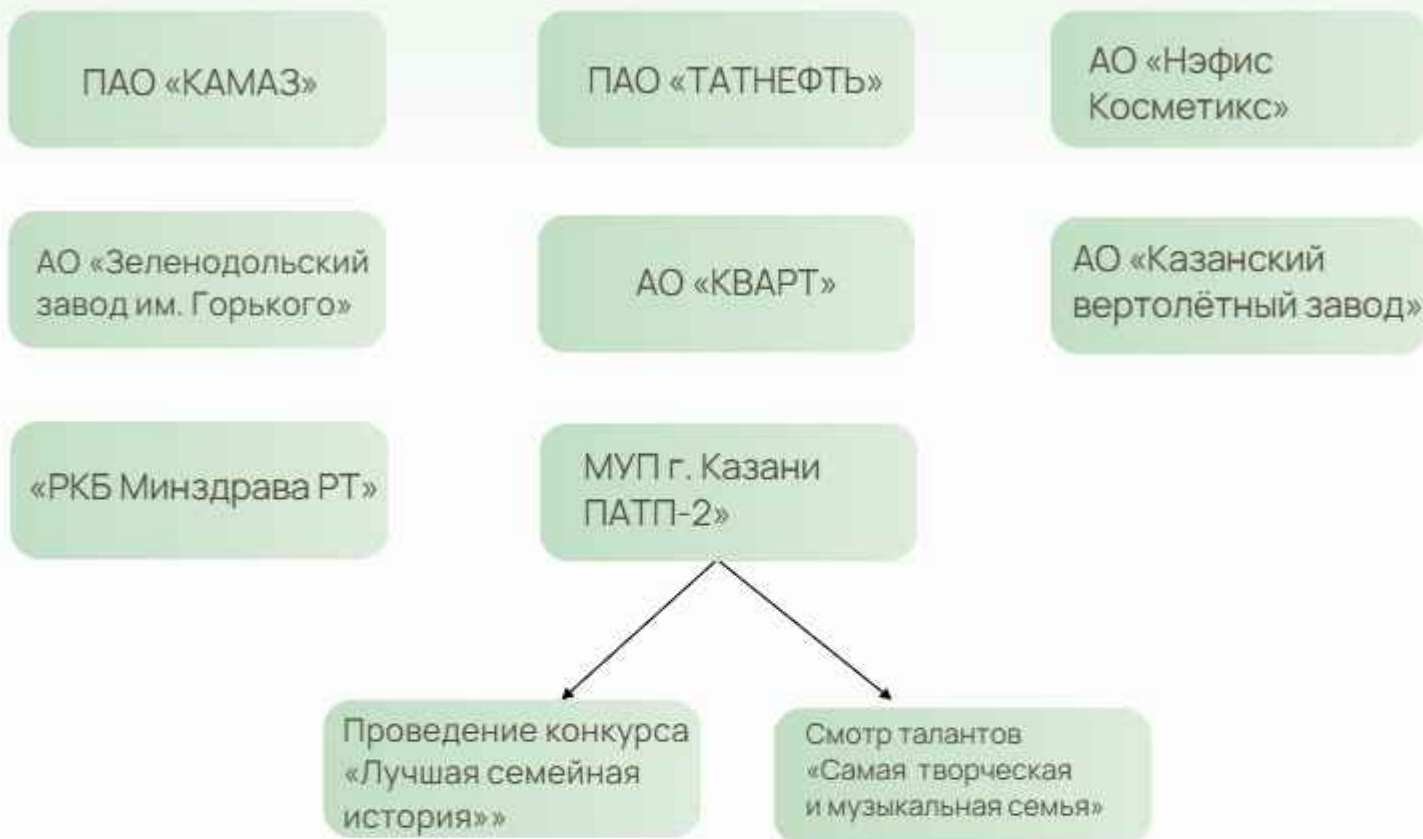 ПАО «КАМАЗ»
ПАО «ТАТНЕФТЬ»
АО «Нэфис
Косметикс»
АО «Зеленодольский
завод им. Горького»
АО «КВАРТ»
АО «Казанский
вертолётный завод»
«РКБ Минздрава РТ»
МУП г. Казани
ПАТП-2»
Проведение конкурса
«Лучшая семейная
история»»
Смотр талантов
«Самая творческая
и музыкальная семья»